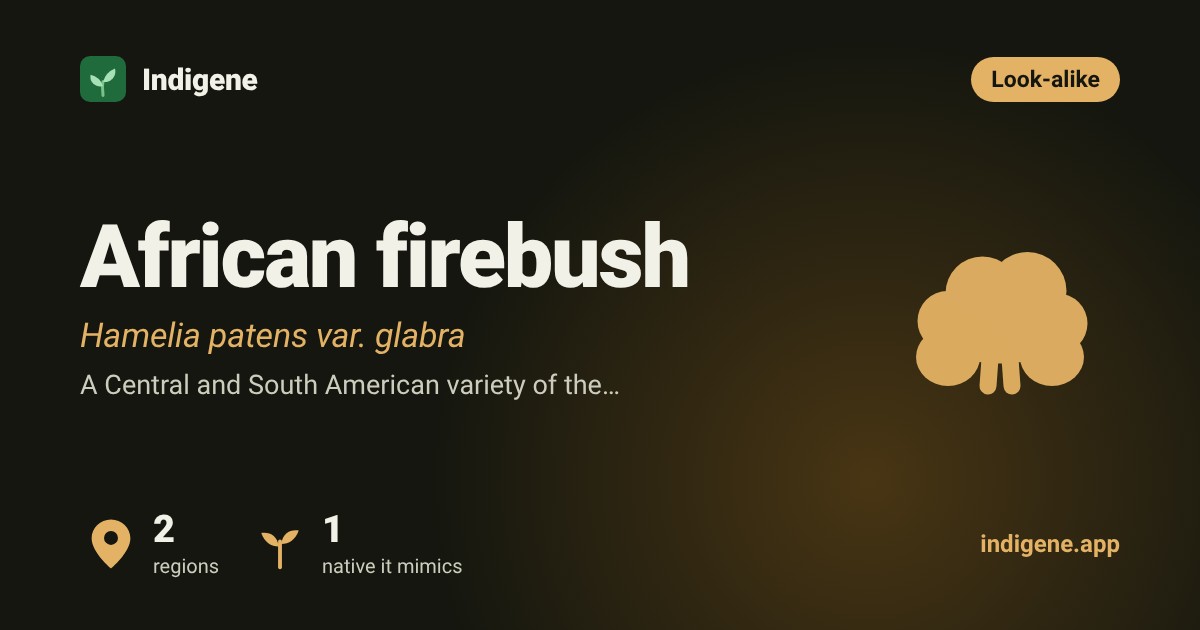 Indigene
Look-alike
African firebush
Hamelia patens var. glabra
A Central and South American variety of the…
2
regions
1
native it mimics
indigene.app